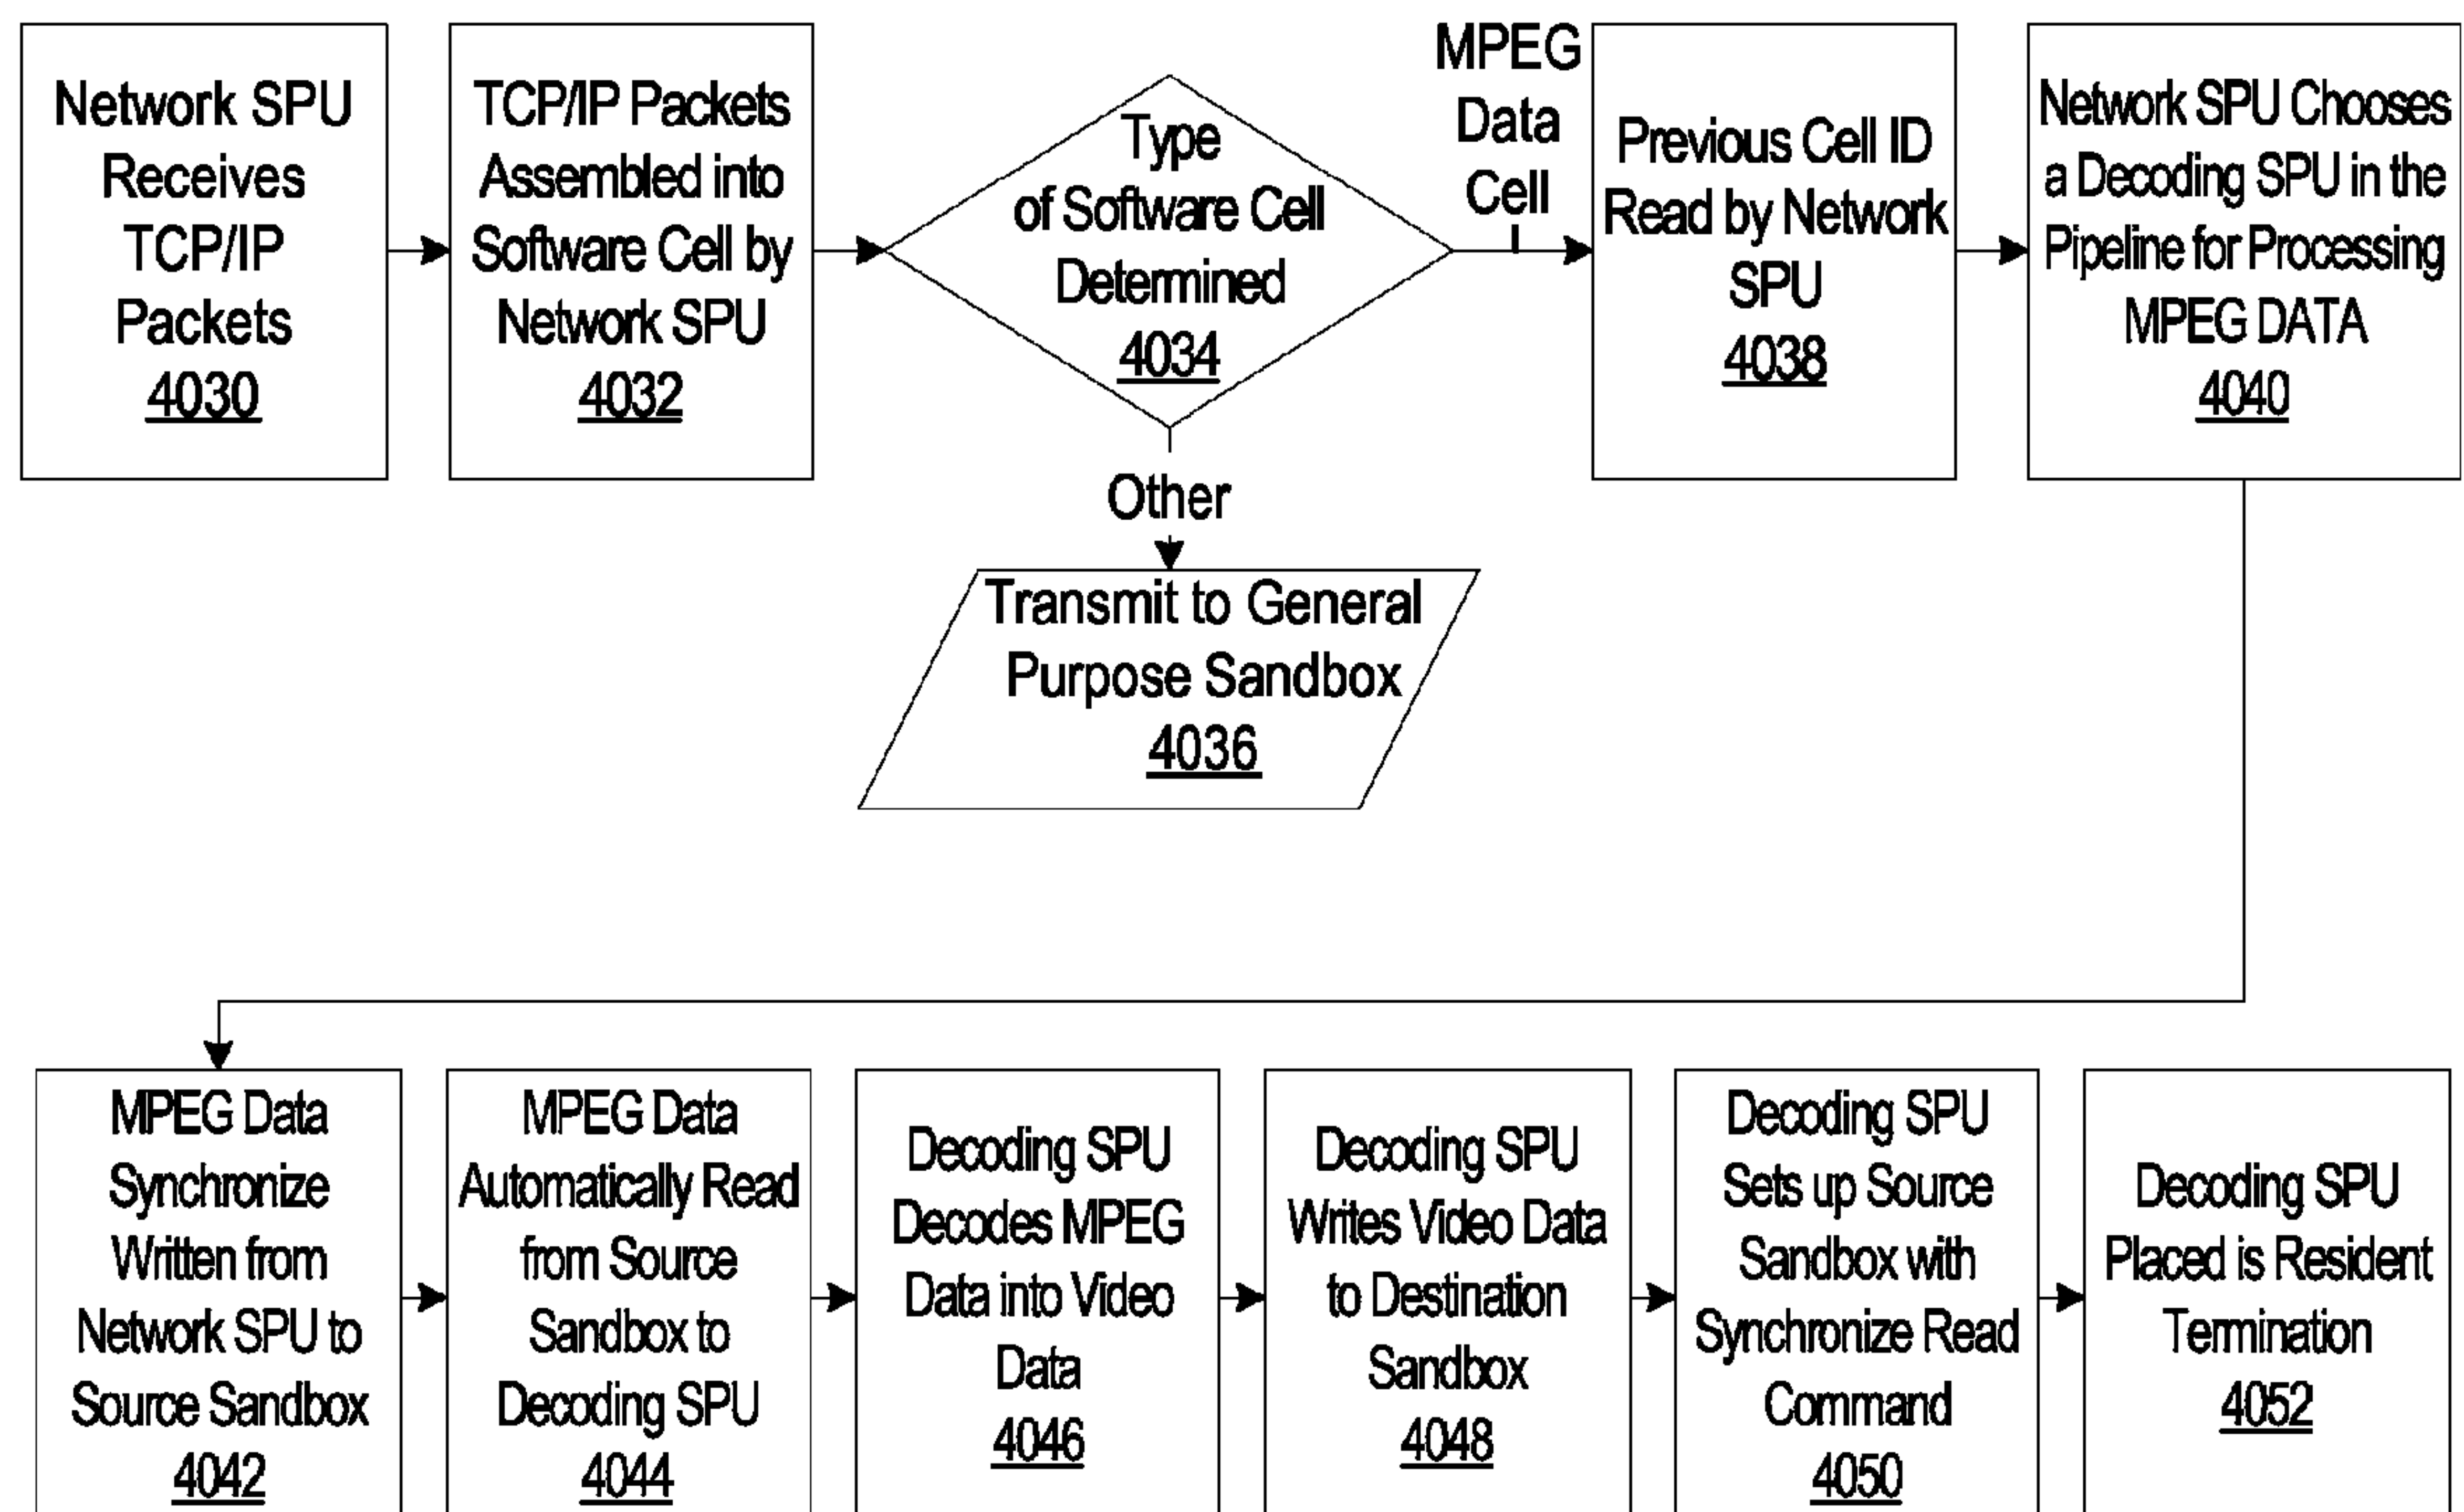 Network SPU
Receives
TCP/IP
Packets
4030
TCP/IP Packets
Assembled into
Software Cell by
Network SPU
4032
Type
of Software Cell
Determined
4034
MPEG
Data
Cell
Previous Cell ID
Read by Network
SPU
4038
Network SPU Chooses
a Decoding SPU in the
Pipeline for Processing
MPEG DATA
4040
Other
Transmit to General
Purpose Sandbox
4036
MPEG Data
Synchronize
Written from
Network SPU to
Source Sandbox
4042
MPEG Data
Automatically Read
from Source
Sandbox to
Decoding SPU
4044
Decoding SPU
Decodes MPEG
Data into Video
Data
4046
Decoding SPU
Writes Video Data
to Destination
Sandbox
4048
Decoding SPU
Sets up Source
Sandbox with
Synchronize Read
Command
4050
Decoding SPU
Placed is Resident
Termination
4052